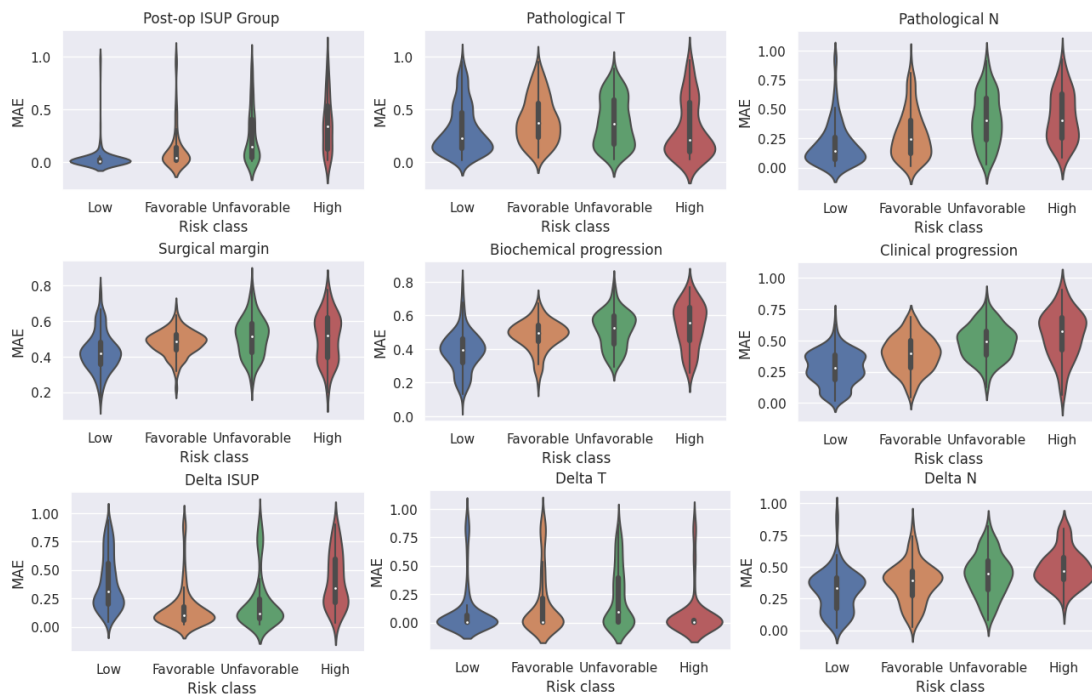 Post-op ISUP Group
MAE
1.0
0.5
0.0
Low Favorable Unfavorable High
Risk class
Pathological T
MAE
1.0
0.5
0.0
Low Favorable Unfavorable High
Risk class
Pathological N
MAE
1.00
0.75
0.50
0.25
0.00
Low Favorable Unfavorable High
Risk class
Surgical margin
MAE
0.8
0.6
0.4
0.2
Low Favorable Unfavorable High
Risk class
Biochemical progression
MAE
0.8
0.6
0.4
0.2
0.0
Low Favorable Unfavorable High
Risk class
Clinical progression
MAE
1.00
0.75
0.50
0.25
0.00
Low Favorable Unfavorable High
Risk class
Delta ISUP
MAE
1.00
0.75
0.50
0.25
0.00
Low Favorable Unfavorable High
Risk class
Delta T
MAE
1.00
0.75
0.50
0.25
0.00
Low Favorable Unfavorable High
Risk class
Delta N
MAE
1.00
0.75
0.50
0.25
0.00
Low Favorable Unfavorable High
Risk class